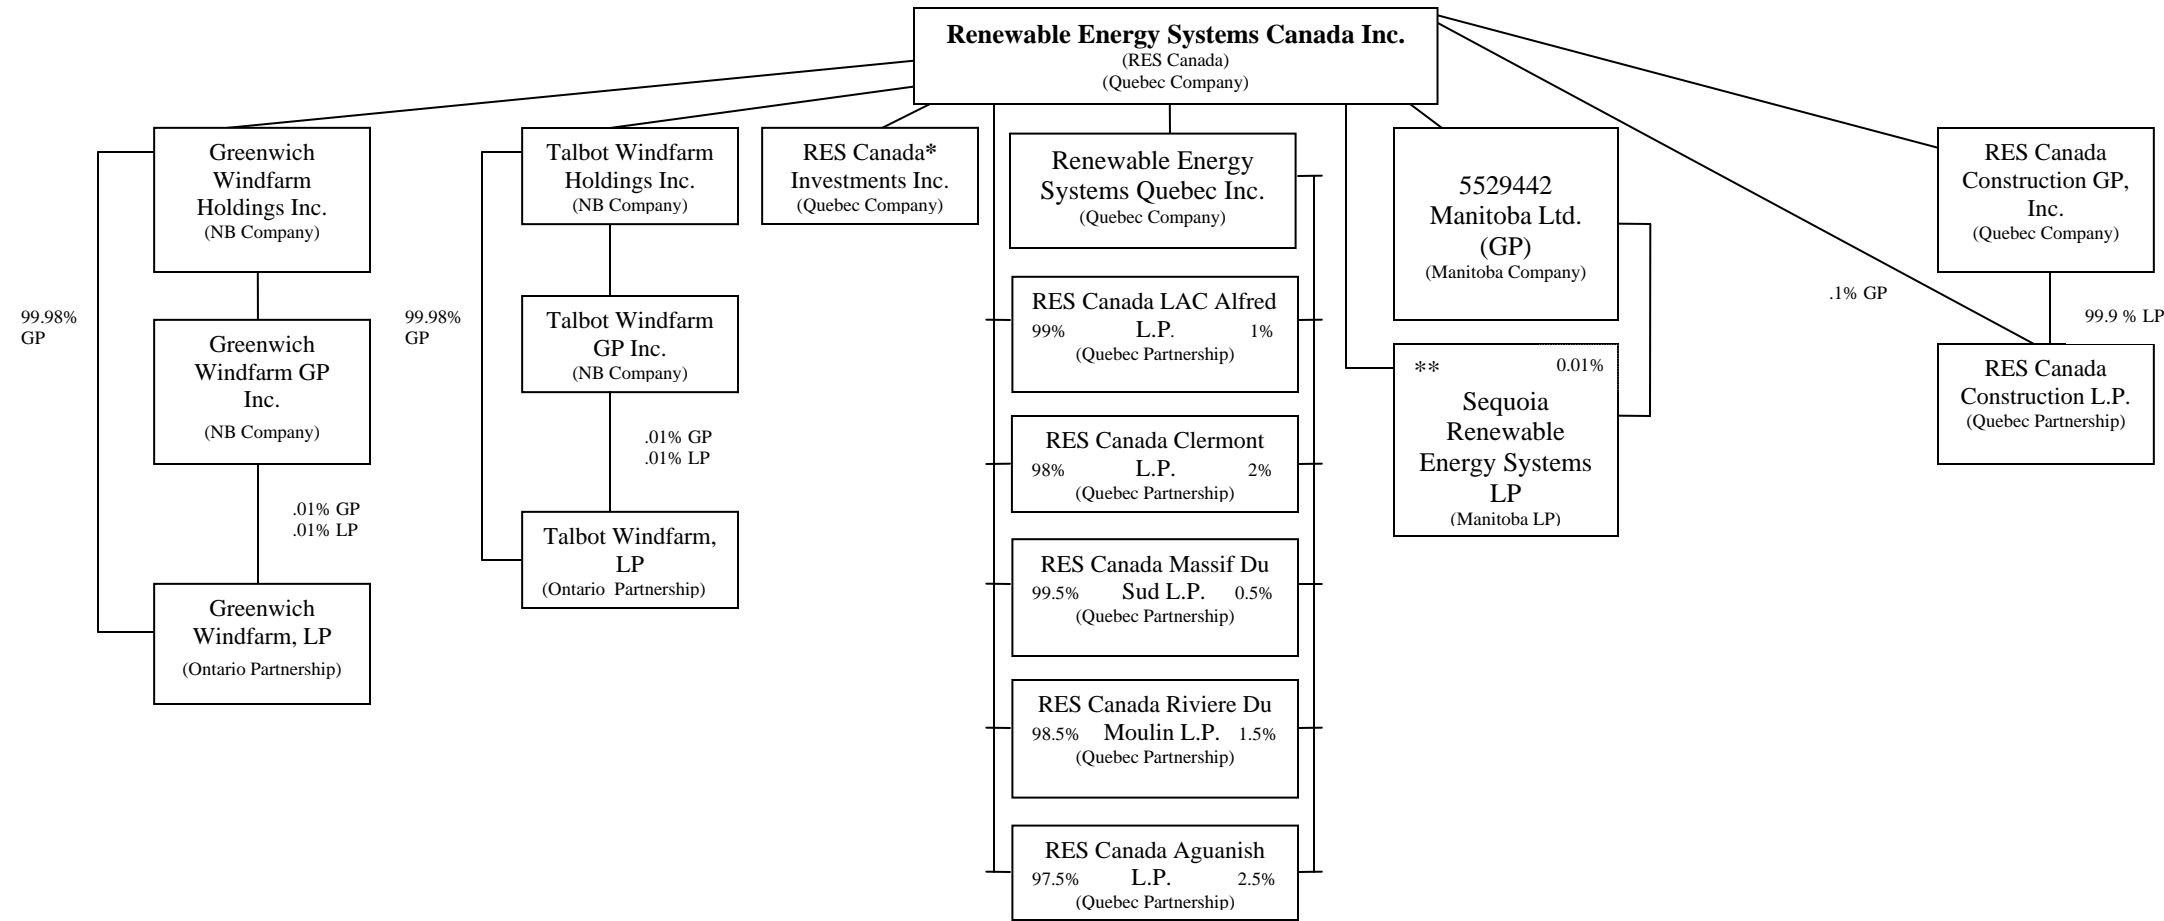 Renewable Energy Systems Canada Inc.
(RES Canada)
(Quebec Company)
Greenwich
Windfarm
Holdings Inc.
(NB Company)
99.98%
GP
Greenwich
Windfarm GP
Inc.
(NB Company)
.01% GP
.01% LP
Greenwich
Windfarm, LP
(Ontario Partnership)
Talbot Windfarm
Holdings Inc.
(NB Company)
99.98%
GP
Talbot Windfarm
GP Inc.
(NB Company)
.01% GP
.01% LP
Talbot Windfarm,
LP
(Ontario Partnership)
RES Canada*
Investments Inc.
(Quebec Company)
Renewable Energy
Systems Quebec Inc.
(Quebec Company)
RES Canada LAC Alfred
99% L.P. 1%
(Quebec Partnership)
RES Canada Clermont
98% L.P. 2%
(Quebec Partnership)
RES Canada Massif Du
99.5% Sud L.P. 0.5%
(Quebec Partnership)
RES Canada Riviere Du
98.5% Moulin L.P. 1.5%
(Quebec Partnership)
RES Canada Aguanish
97.5% L.P. 2.5%
(Quebec Partnership)
5529442
Manitoba Ltd.
(GP)
(Manitoba Company)
** 0.01%
Sequoia
Renewable
Energy Systems
LP
(Manitoba LP)
RES Canada
Construction GP,
Inc.
(Quebec Company)
.1% GP
99.9 % LP
RES Canada
Construction L.P.
(Quebec Partnership)